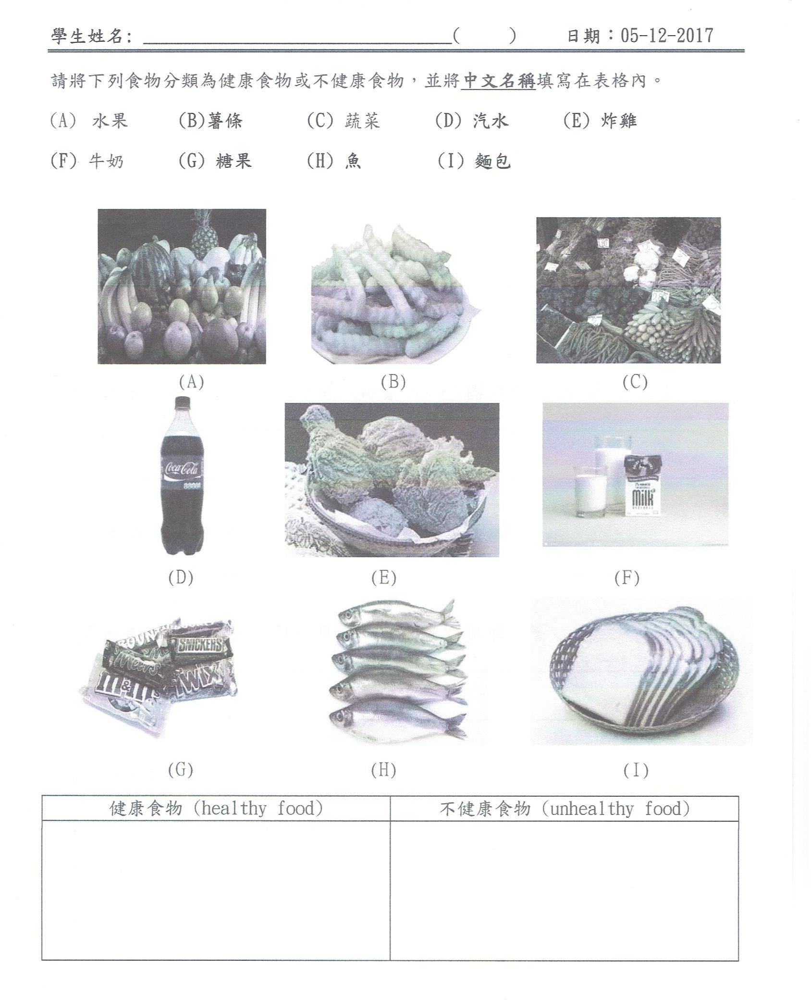 學生姓名: ______________________________( ) 日期：05-12-2017
請將下列食物分類為健康食物或不健康食物，並將中文名稱填寫在表格內。
(A) 水果 (B)薯條 (C) 蔬菜 (D) 汽水 (E) 炸雞
(F) 牛奶 (G) 糖果 (H) 魚 (I) 麵包
(A) (B) (C)
Coca-Cola
milk
(D) (E) (F)
BOUNTY
SNICKERS
Mars
TWIX
m&m's
(G) (H) (I)
健康食物 (healthy food) 不健康食物 (unhealthy food)